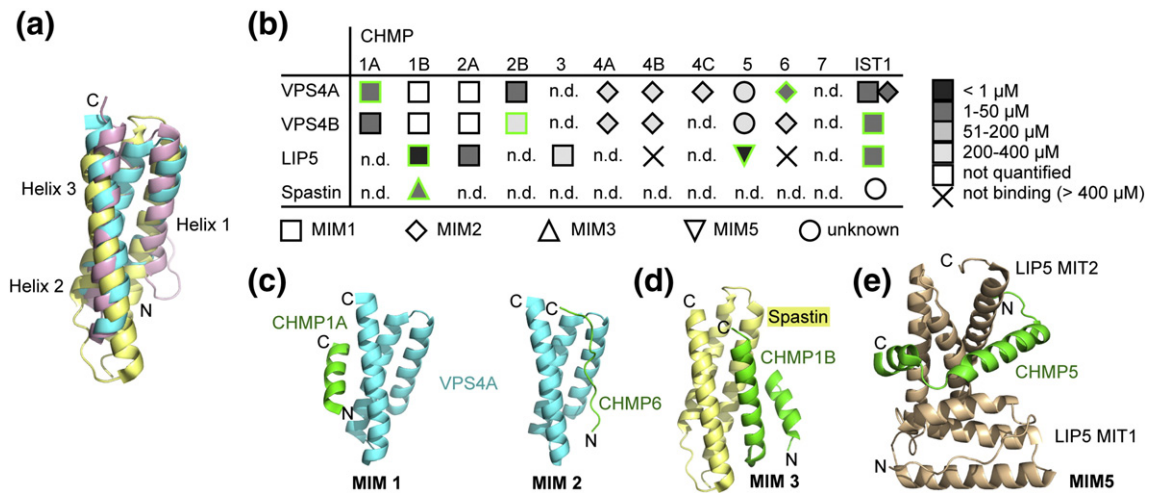 (a)
C
Helix 3
Helix 1
Helix 2
N
(b)
CHMP
1A 1B 2A 2B 3 4A 4B 4C 5 6 7 IST1
VPS4A n.d. n.d.
VPS4B n.d. n.d. n.d.
LIP5 n.d. n.d. n.d. n.d. n.d.
Spastin n.d. n.d. n.d. n.d. n.d. n.d. n.d. n.d. n.d. n.d.
MIM1 MIM2 MIM3 MIM5 unknown
< 1 µM
1-50 µM
51-200 µM
200-400 µM
not quantified
not binding (> 400 µM)
(c)
C
CHMP1A
C
N
VPS4A
MIM 1
C
C
CHMP6
N
MIM 2
(d)
C
Spastin
C
CHMP1B
N
MIM 3
(e)
C
LIP5 MIT2
N
C
CHMP5
LIP5 MIT1
N
MIM5